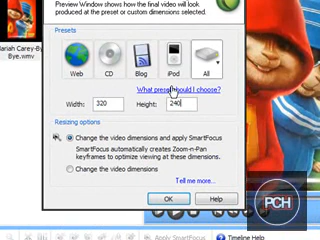 Preview Window shows how the final video will look
produced at the preset or custom dimensions selected.
Presets
Web
CD
Blog
iPod
All
What preset should I choose?
Width: 320
Height: 240
Resizing options
Change the video dimensions and apply SmartFocus
SmartFocus automatically creates Zoom-n-Pan
keyframes to optimize viewing at these dimensions.
Change the video dimensions
Tell me more...
OK
Help
ariah Carey-By
Bye.wmv
PCH
Apply SmartFocus
Timeline Help